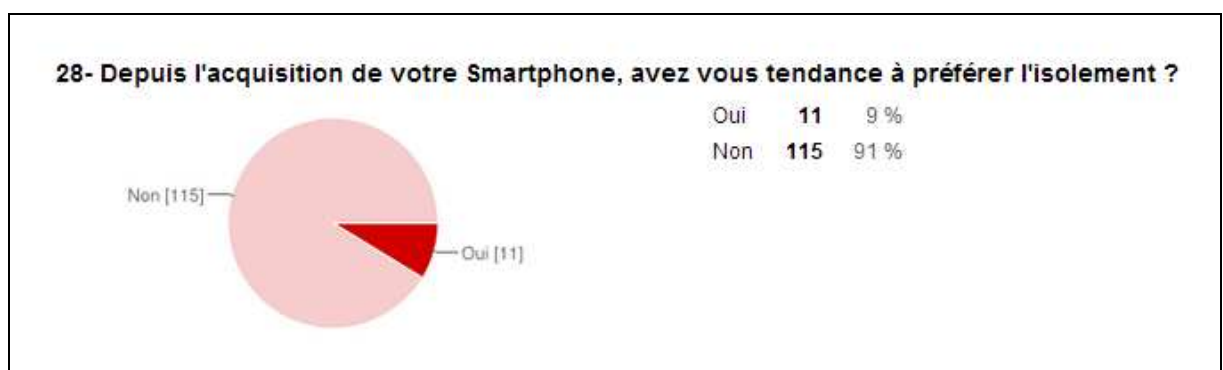 28- Depuis l'acquisition de votre Smartphone, avez vous tendance à préférer l'isolement ?
Oui 11 9 %
Non 115 91 %
Non [115]
Oui [11]